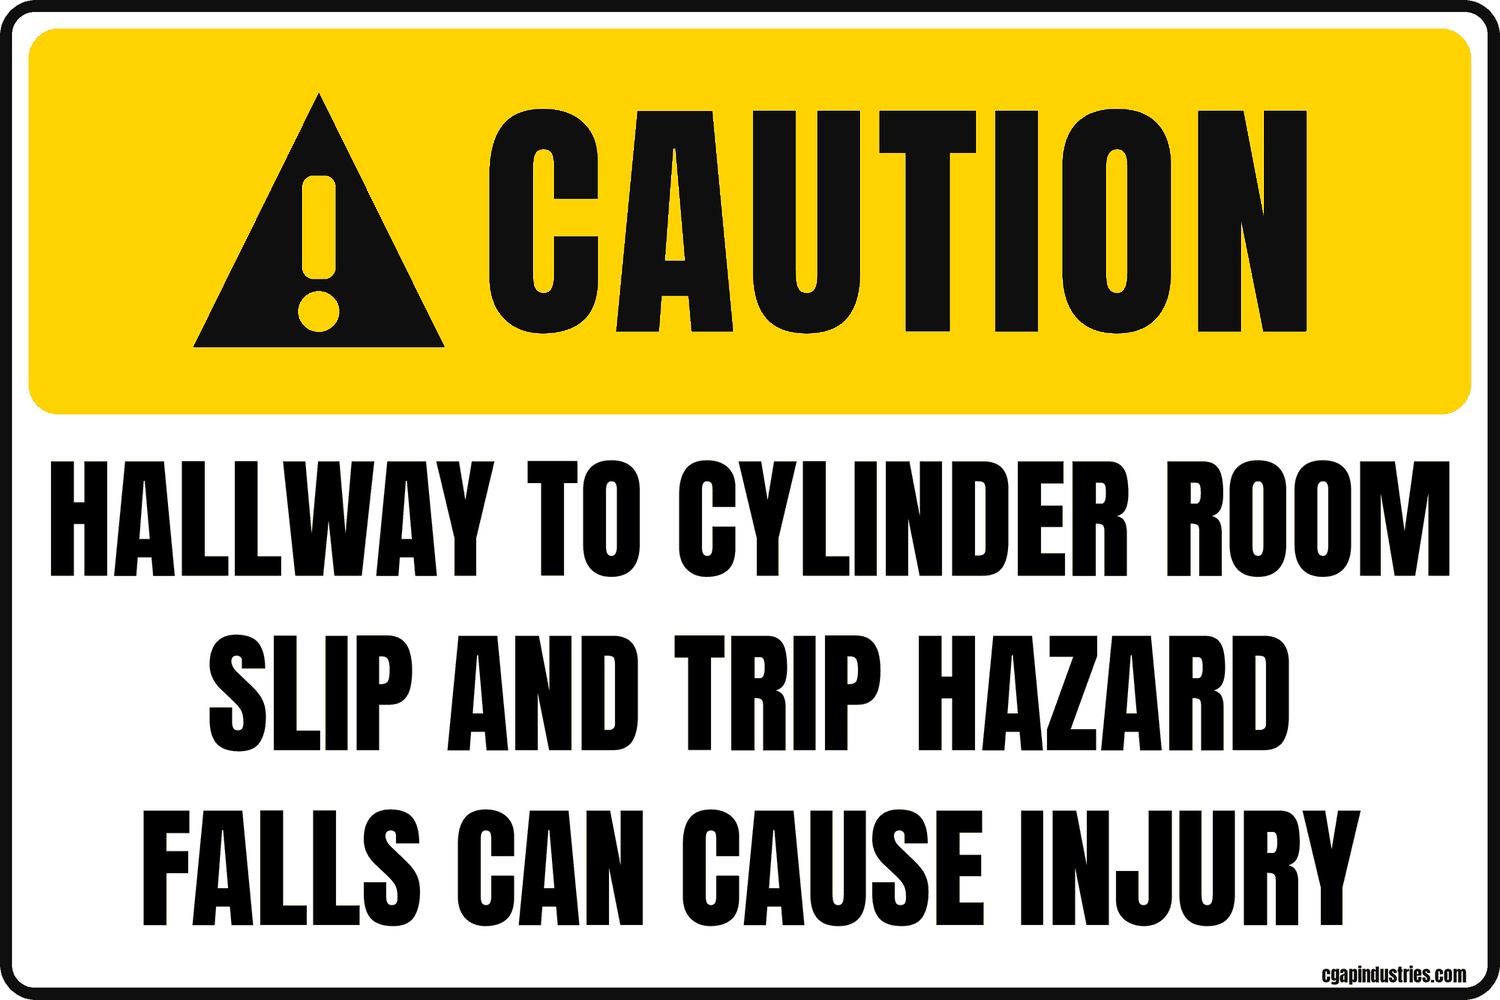 CAUTION
HALLWAY TO CYLINDER ROOM
SLIP AND TRIP HAZARD
FALLS CAN CAUSE INJURY
cgapindustries.com